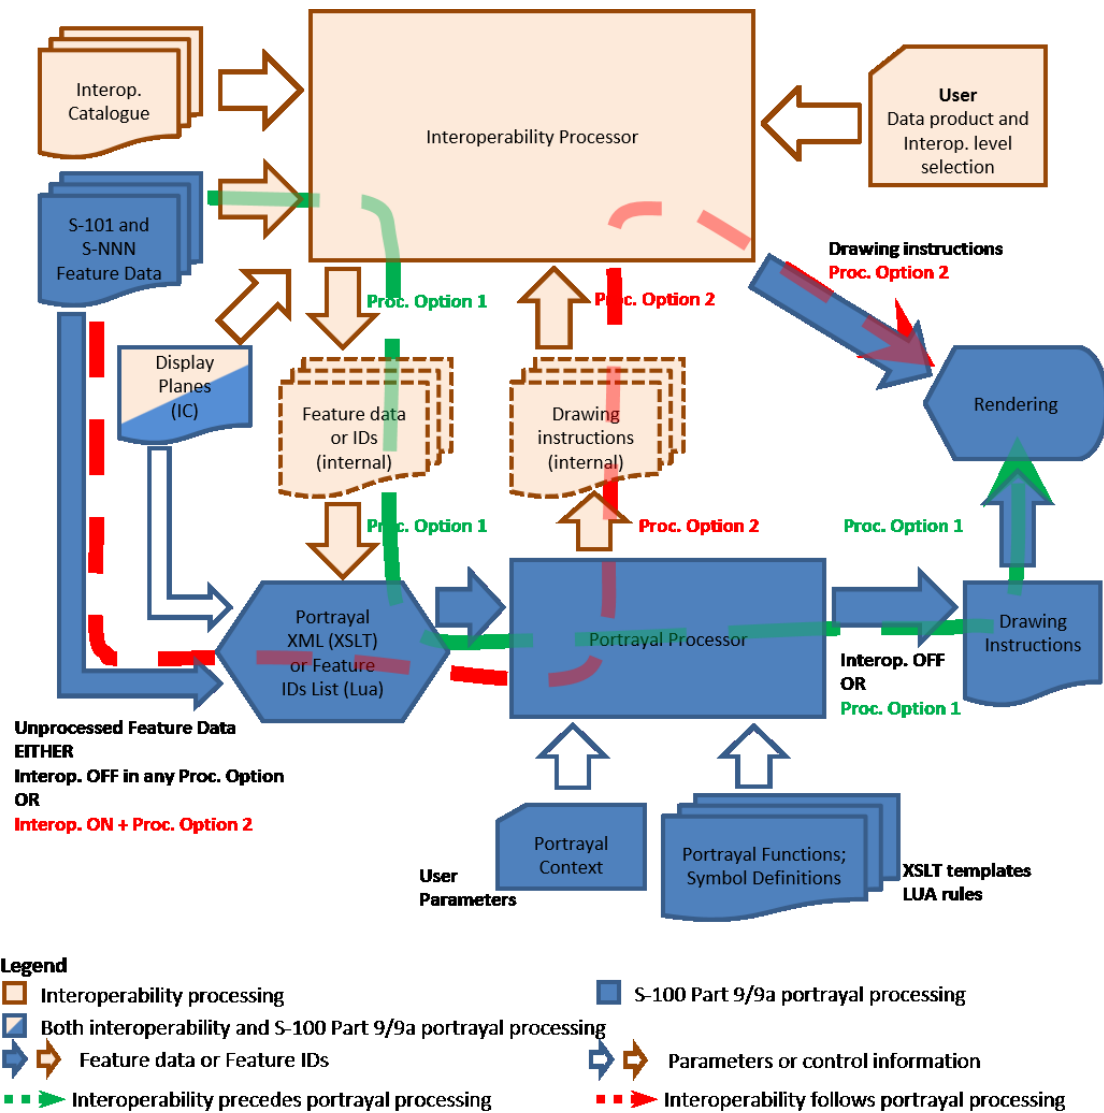 Interop.
Catalogue
Interoperability Processor
User
Data product and
Interop. level
selection
S-101 and
S-NNN
Feature Data
Drawing instructions
Proc. Option 2
Proc. Option 1
Proc. Option 2
Display
Planes
(IC)
Feature data
or IDs
(internal)
Drawing
instructions
(internal)
Rendering
Proc. Option 1
Proc. Option 2
Proc. Option 1
Portrayal
XML (XSLT)
or Feature
IDs List (Lua)
Portrayal Processor
Drawing
Instructions
Interop. OFF
OR
Proc. Option 1
Unprocessed Feature Data
EITHER
Interop. OFF in any Proc. Option
OR
Interop. ON + Proc. Option 2
Portrayal
Context
Portrayal Functions;
Symbol Definitions
User
Parameters
XSLT templates
LUA rules
Legend
Interoperability processing
S-100 Part 9/9a portrayal processing
Both interoperability and S-100 Part 9/9a portrayal processing
Feature data or Feature IDs
Parameters or control information
Interoperability precedes portrayal processing
Interoperability follows portrayal processing